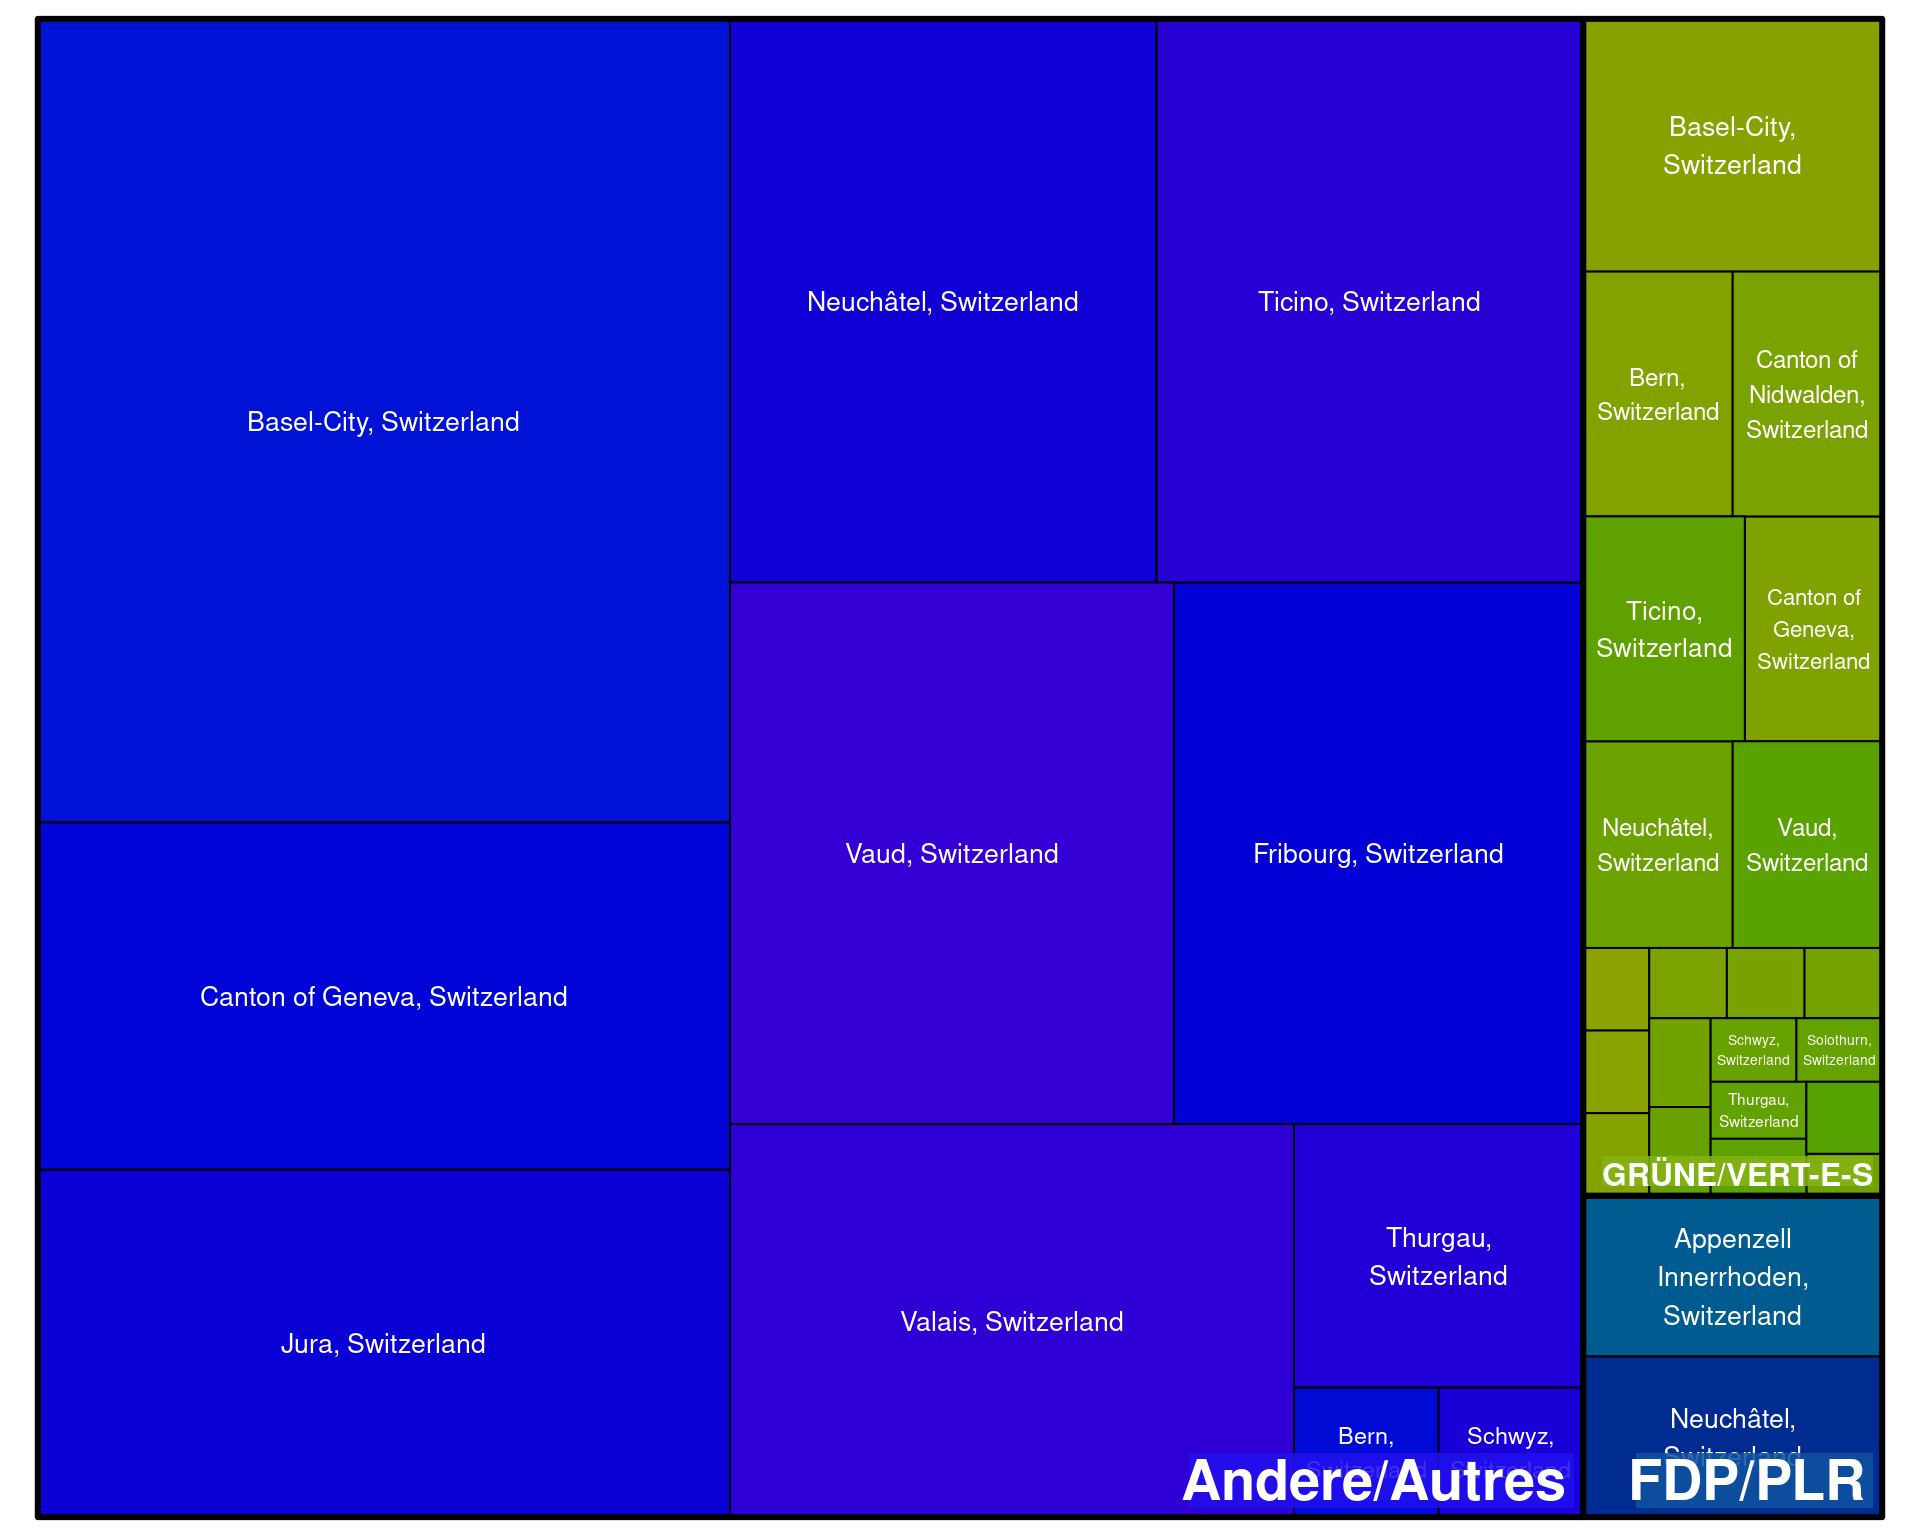 Basel-City, Switzerland
Canton of Geneva, Switzerland
Jura, Switzerland
Neuchâtel, Switzerland
Ticino, Switzerland
Vaud, Switzerland
Fribourg, Switzerland
Valais, Switzerland
Thurgau,
Switzerland
Bern,
Switzerland
Schwyz,
Switzerland
Andere/Autres
Basel-City,
Switzerland
Bern,
Switzerland
Canton of
Nidwalden,
Switzerland
Ticino,
Switzerland
Canton of
Geneva,
Switzerland
Neuchâtel,
Switzerland
Vaud,
Switzerland
Schwyz,
Switzerland
Solothurn,
Switzerland
Thurgau,
Switzerland
GRÜNE/VERT-E-S
Appenzell
Innerrhoden,
Switzerland
Neuchâtel,
Switzerland
FDP/PLR